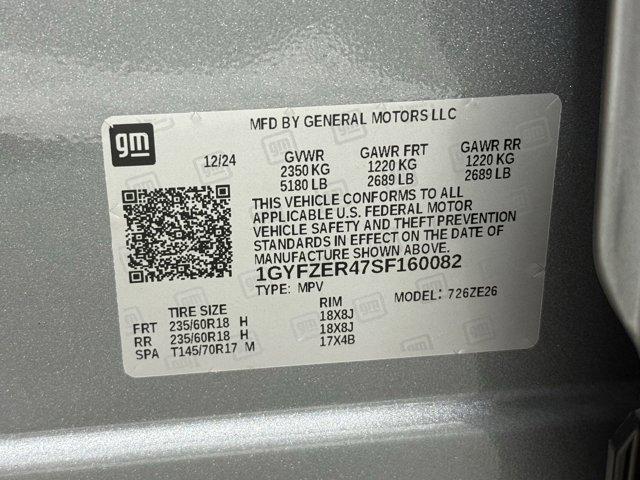 MFD BY GENERAL MOTORS LLC
gm
12/24 GVWR GAWR FRT GAWR RR
2350 KG 1220 KG 1220 KG
5180 LB 2689 LB 2689 LB
THIS VEHICLE CONFORMS TO ALL
APPLICABLE U.S. FEDERAL MOTOR
VEHICLE SAFETY AND THEFT PREVENTION
STANDARDS IN EFFECT ON THE DATE OF
MANUFACTURE SHOWN ABOVE.
1GYFZER47SF160082
TYPE: MPV MODEL: 726ZE26
TIRE SIZE RIM
FRT 235/60R18 H 18X8J
RR 235/60R18 H 18X8J
SPA T145/70R17 M 17X4B